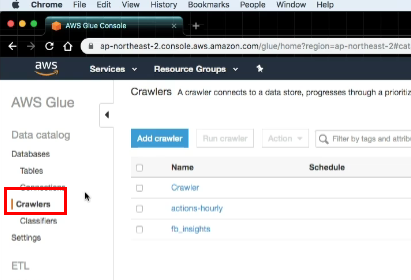 Chrome File Edit View History Bookmarks People Window Help
AWS Glue Console
ap-northeast-2.console.aws.amazon.com/glue/home?region=ap-northeast-2#cat
aws Services Resource Groups
AWS Glue
Crawlers A crawler connects to a data store, progresses through a prioritiz
Data catalog
Databases
Tables
Connections
Crawlers
Classifiers
Settings
ETL
Add crawler Run crawler Action Filter by tags and attribu
Name Schedule
Crawler
actions-hourly
fb_insights